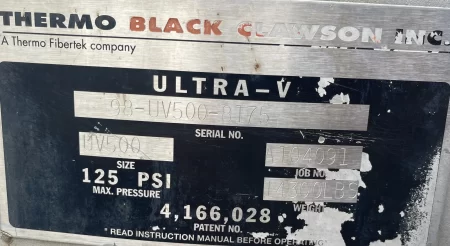 THERMO BLACK CLAWSON INC.
A Thermo Fibertek company
ULTRA-V
SERIAL NO.
UV500
SIZE JOB NO
125 PSI
MAX. PRESSURE WEIGHT
4,166,028
PATENT NO.
* READ INSTRUCTION MANUAL BEFORE OPERATING